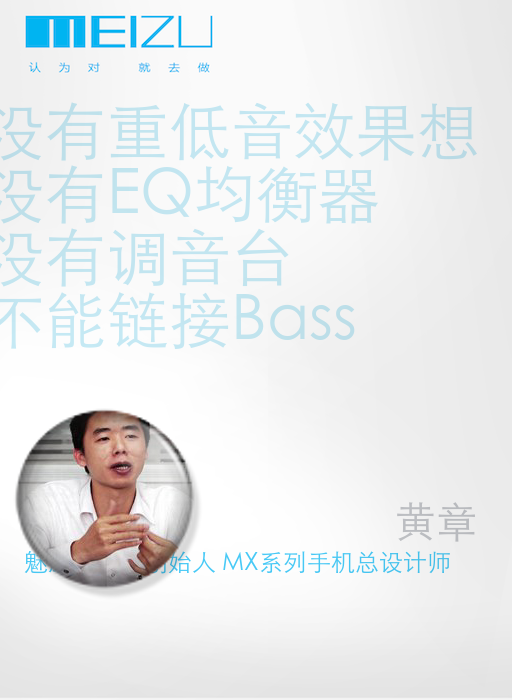 MEIZU
认为对 就去做
没有重低音效果想
没有EQ均衡器
没有调音台
不能链接Bass
黄章
魅 始人 MX系列手机总设计师